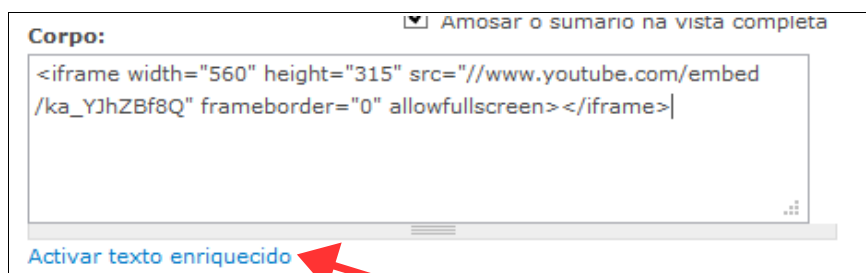 Amosar o sumario na vista completa
Corpo:
<iframe width="560" height="315" src="//www.youtube.com/embed
/ka_YJhZBf8Q" frameborder="0" allowfullscreen></iframe>
Activar texto enriquecido